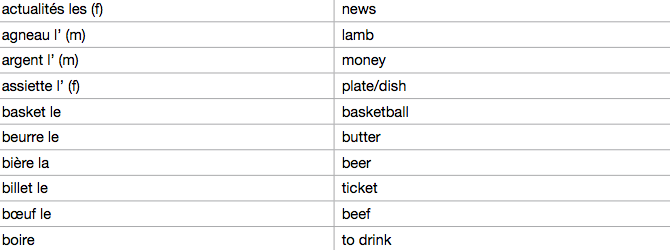 actualités les (f) news
agneau l’ (m) lamb
argent l’ (m) money
assiette l’ (f) plate/dish
basket le basketball
beurre le butter
bière la beer
billet le ticket
bœuf le beef
boire to drink